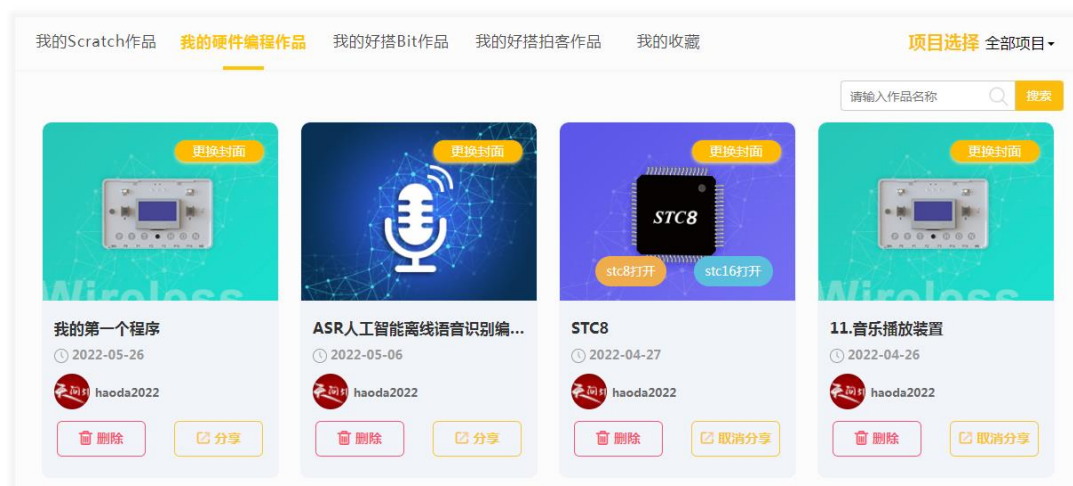 我的Scratch作品 我的硬件编程作品 我的好搭Bit作品 我的好搭拍客作品 我的收藏 项目选择 全部项目
请输入作品名称 搜索
更换封面 更换封面 更换封面 更换封面
STC8
stc8打开 stc16打开
Wireless Wireless
我的第一个程序 ASR人工智能离线语音识别编... STC8 11.音乐播放装置
2022-05-26 2022-05-06 2022-04-27 2022-04-26
haoda2022 haoda2022 haoda2022 haoda2022
删除 分享 删除 分享 删除 取消分享 删除 取消分享